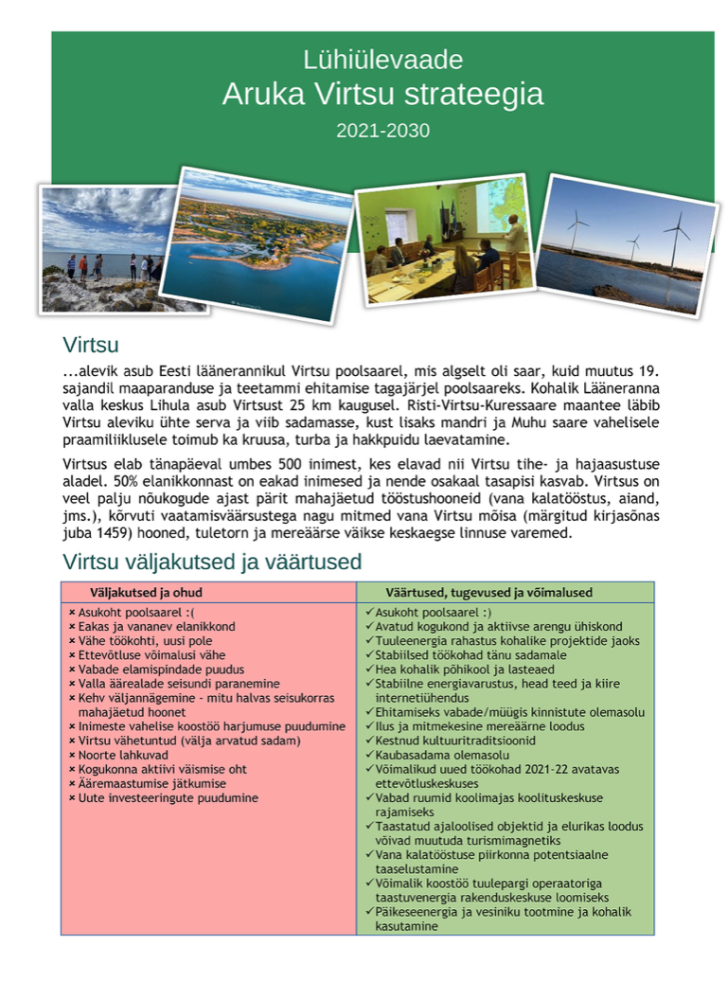 Lühiülevaade
Aruka Virtsu strateegia
2021-2030
Virtsu
...alevik asub Eesti läänerannikul Virtsu poolsaarel, mis algselt oli saar, kuid muutus 19.
sajandil maaparanduse ja teetammi ehitamise tagajärjel poolsaareks. Kohalik Lääneranna
valla keskus Lihula asub Virtsust 25 km kaugusel. Risti-Virtsu-Kuressaare maantee läbib
Virtsu aleviku ühte serva ja viib sadamasse, kust lisaks mandri ja Muhu saare vahelisele
praamiliiklusele toimub ka kruusa, turba ja hakkpuidu laevatamine.
Virtsus elab tänapäeval umbes 500 inimest, kes elavad nii Virtsu tihe- ja hajaasustuse
aladel. 50% elanikkonnast on eakad inimesed ja nende osakaal tasapisi kasvab. Virtsus on
veel palju nõukogude ajast pärit mahajäetud tööstushooneid (vana kalatööstus, aiand,
jms.), kõrvuti vaatamisväärsustega nagu mitmed vana Virtsu mõisa (märgitud kirjasõnas
juba 1459) hooned, tuletorn ja mereäärse väikse keskaegse linnuse varemed.
Virtsu väljakutsed ja väärtused
Väljakutsed ja ohud
× Asukoht poolsaarel :(
× Eakas ja vananev elanikkond
× Vähe töökohti, uusi pole
× Ettevõtluse võimalusi vähe
× Vabade elamispindade puudus
× Valla äärealade seisundi paranemine
× Kehv väljannägemine - mitu halvas seisukorras
mahajäetud hoonet
× Inimeste vahelise koostöö harjumuse puudumine
× Virtsu vähetuntud (välja arvatud sadam)
× Noorte lahkuvad
× Kogukonna aktiivi väismise oht
× Ääremaastumise jätkumise
× Uute investeeringute puudumine
Väärtused, tugevused ja võimalused
✓Asukoht poolsaarel :)
✓Avatud kogukond ja aktiivse arengu ühiskond
✓Tuuleenergia rahastus kohalike projektide jaoks
✓Stabiilsed töökohad tänu sadamale
✓Hea kohalik põhikool ja lasteaed
✓Stabiilne energiavarustus, head teed ja kiire
internetiühendus
✓Ehitamiseks vabade/müügis kinnistute olemasolu
✓Ilus ja mitmekesine mereäärne loodus
✓Kestnud kultuuritraditsioonid
✓Kaubasadama olemasolu
✓Võimalikud uued töökohad 2021-22 avatavas
ettevõtluskeskuses
✓Vabad ruumid koolimajas koolituskeskuse
rajamiseks
✓Taastatud ajaloolised objektid ja elurikas loodus
võivad muutuda turismimagnetiks
✓Vana kalatööstuse piirkonna potentsiaalne
taaselustamine
✓Võimalik koostöö tuulepargi operaatoriga
taastuvenergia rakenduskeskuse loomiseks
✓Päikeseenergia ja vesiniku tootmine ja kohalik
kasutamine